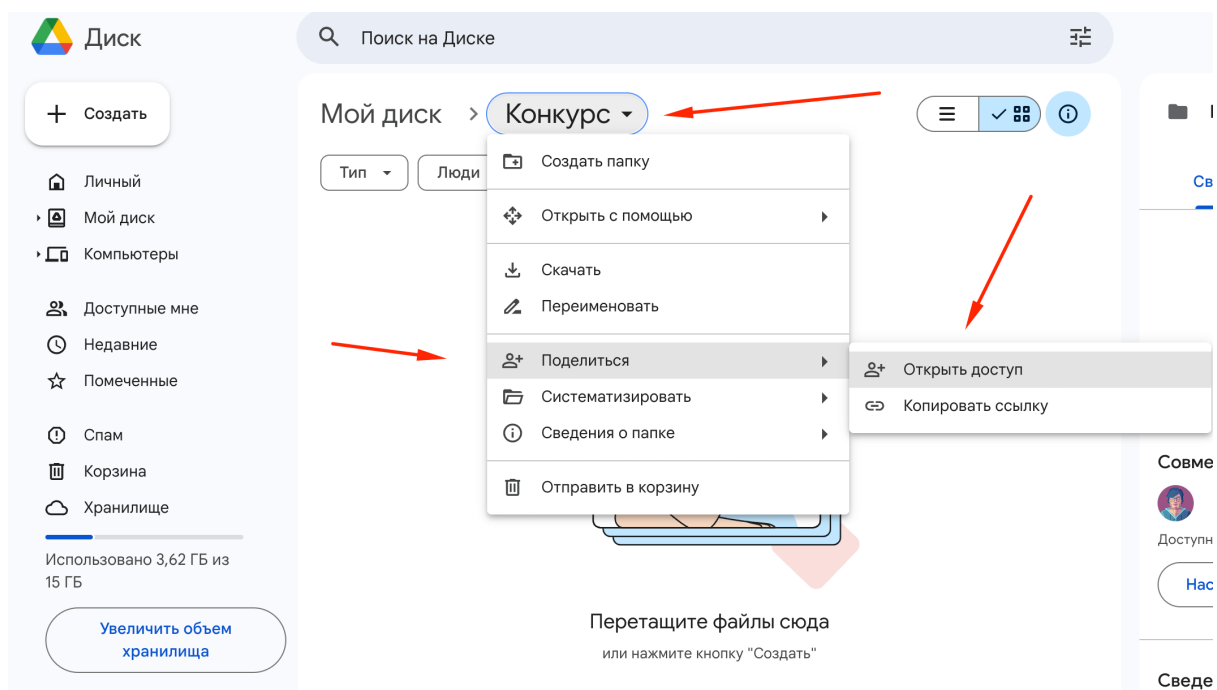 Диск
Поиск на Диске
Создать
Мой диск
Конкурс
Тип
Люди
Создать папку
Открыть с помощью
Скачать
Переименовать
Поделиться
Систематизировать
Сведения о папке
Отправить в корзину
Открыть доступ
Копировать ссылку
Личный
Мой диск
Компьютеры
Доступные мне
Недавние
Помеченные
Спам
Корзина
Хранилище
Использовано 3,62 ГБ из
15 ГБ
Увеличить объем
хранилища
Перетащите файлы сюда
или нажмите кнопку "Создать"
Св
Совме
Доступн
Нас
Сведе